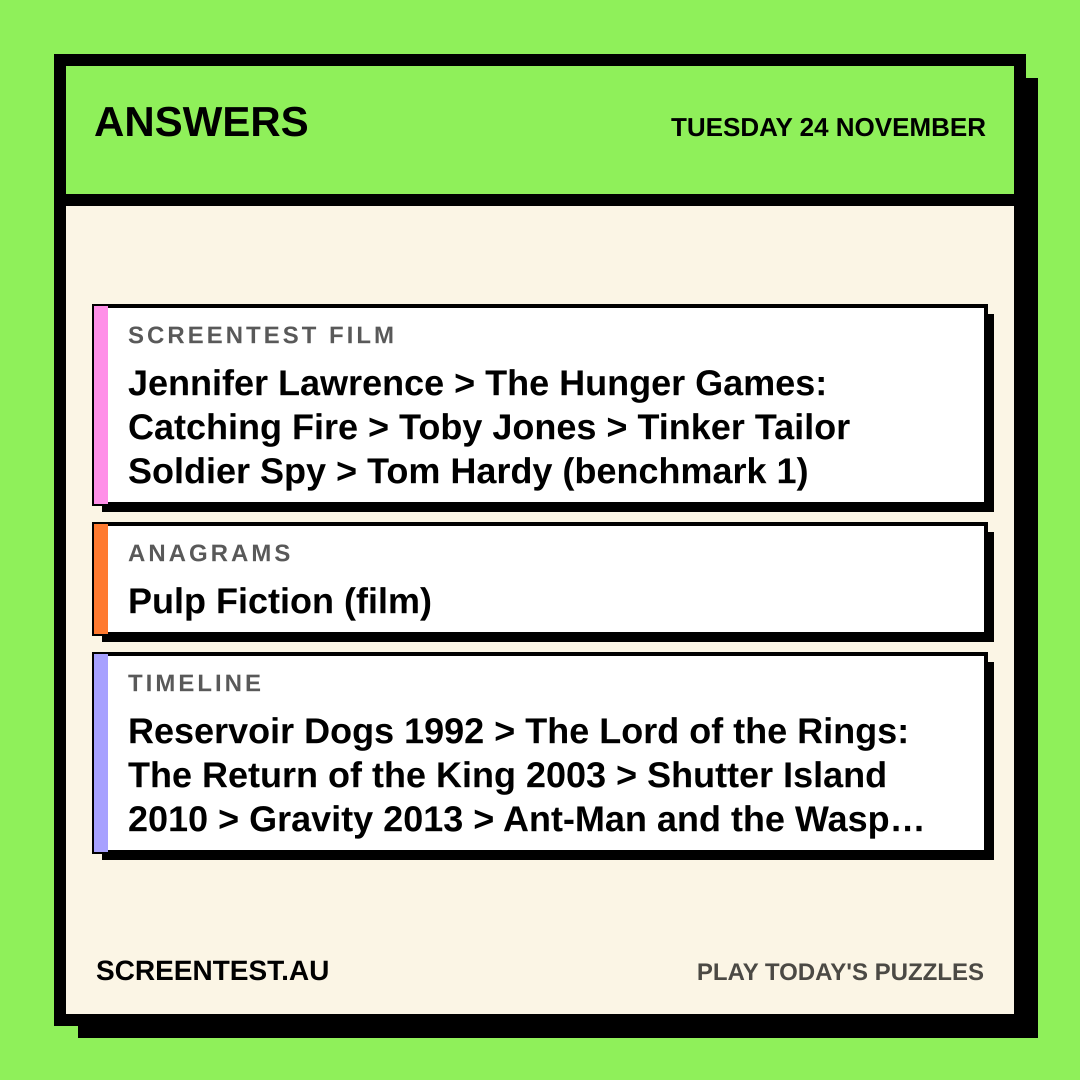 ANSWERS
TUESDAY 24 NOVEMBER
SCREENTEST FILM
Jennifer Lawrence > The Hunger Games:
Catching Fire > Toby Jones > Tinker Tailor
Soldier Spy > Tom Hardy (benchmark 1)
ANAGRAMS
Pulp Fiction (film)
TIMELINE
Reservoir Dogs 1992 > The Lord of the Rings:
The Return of the King 2003 > Shutter Island
2010 > Gravity 2013 > Ant-Man and the Wasp…
SCREENTEST.AU
PLAY TODAY'S PUZZLES